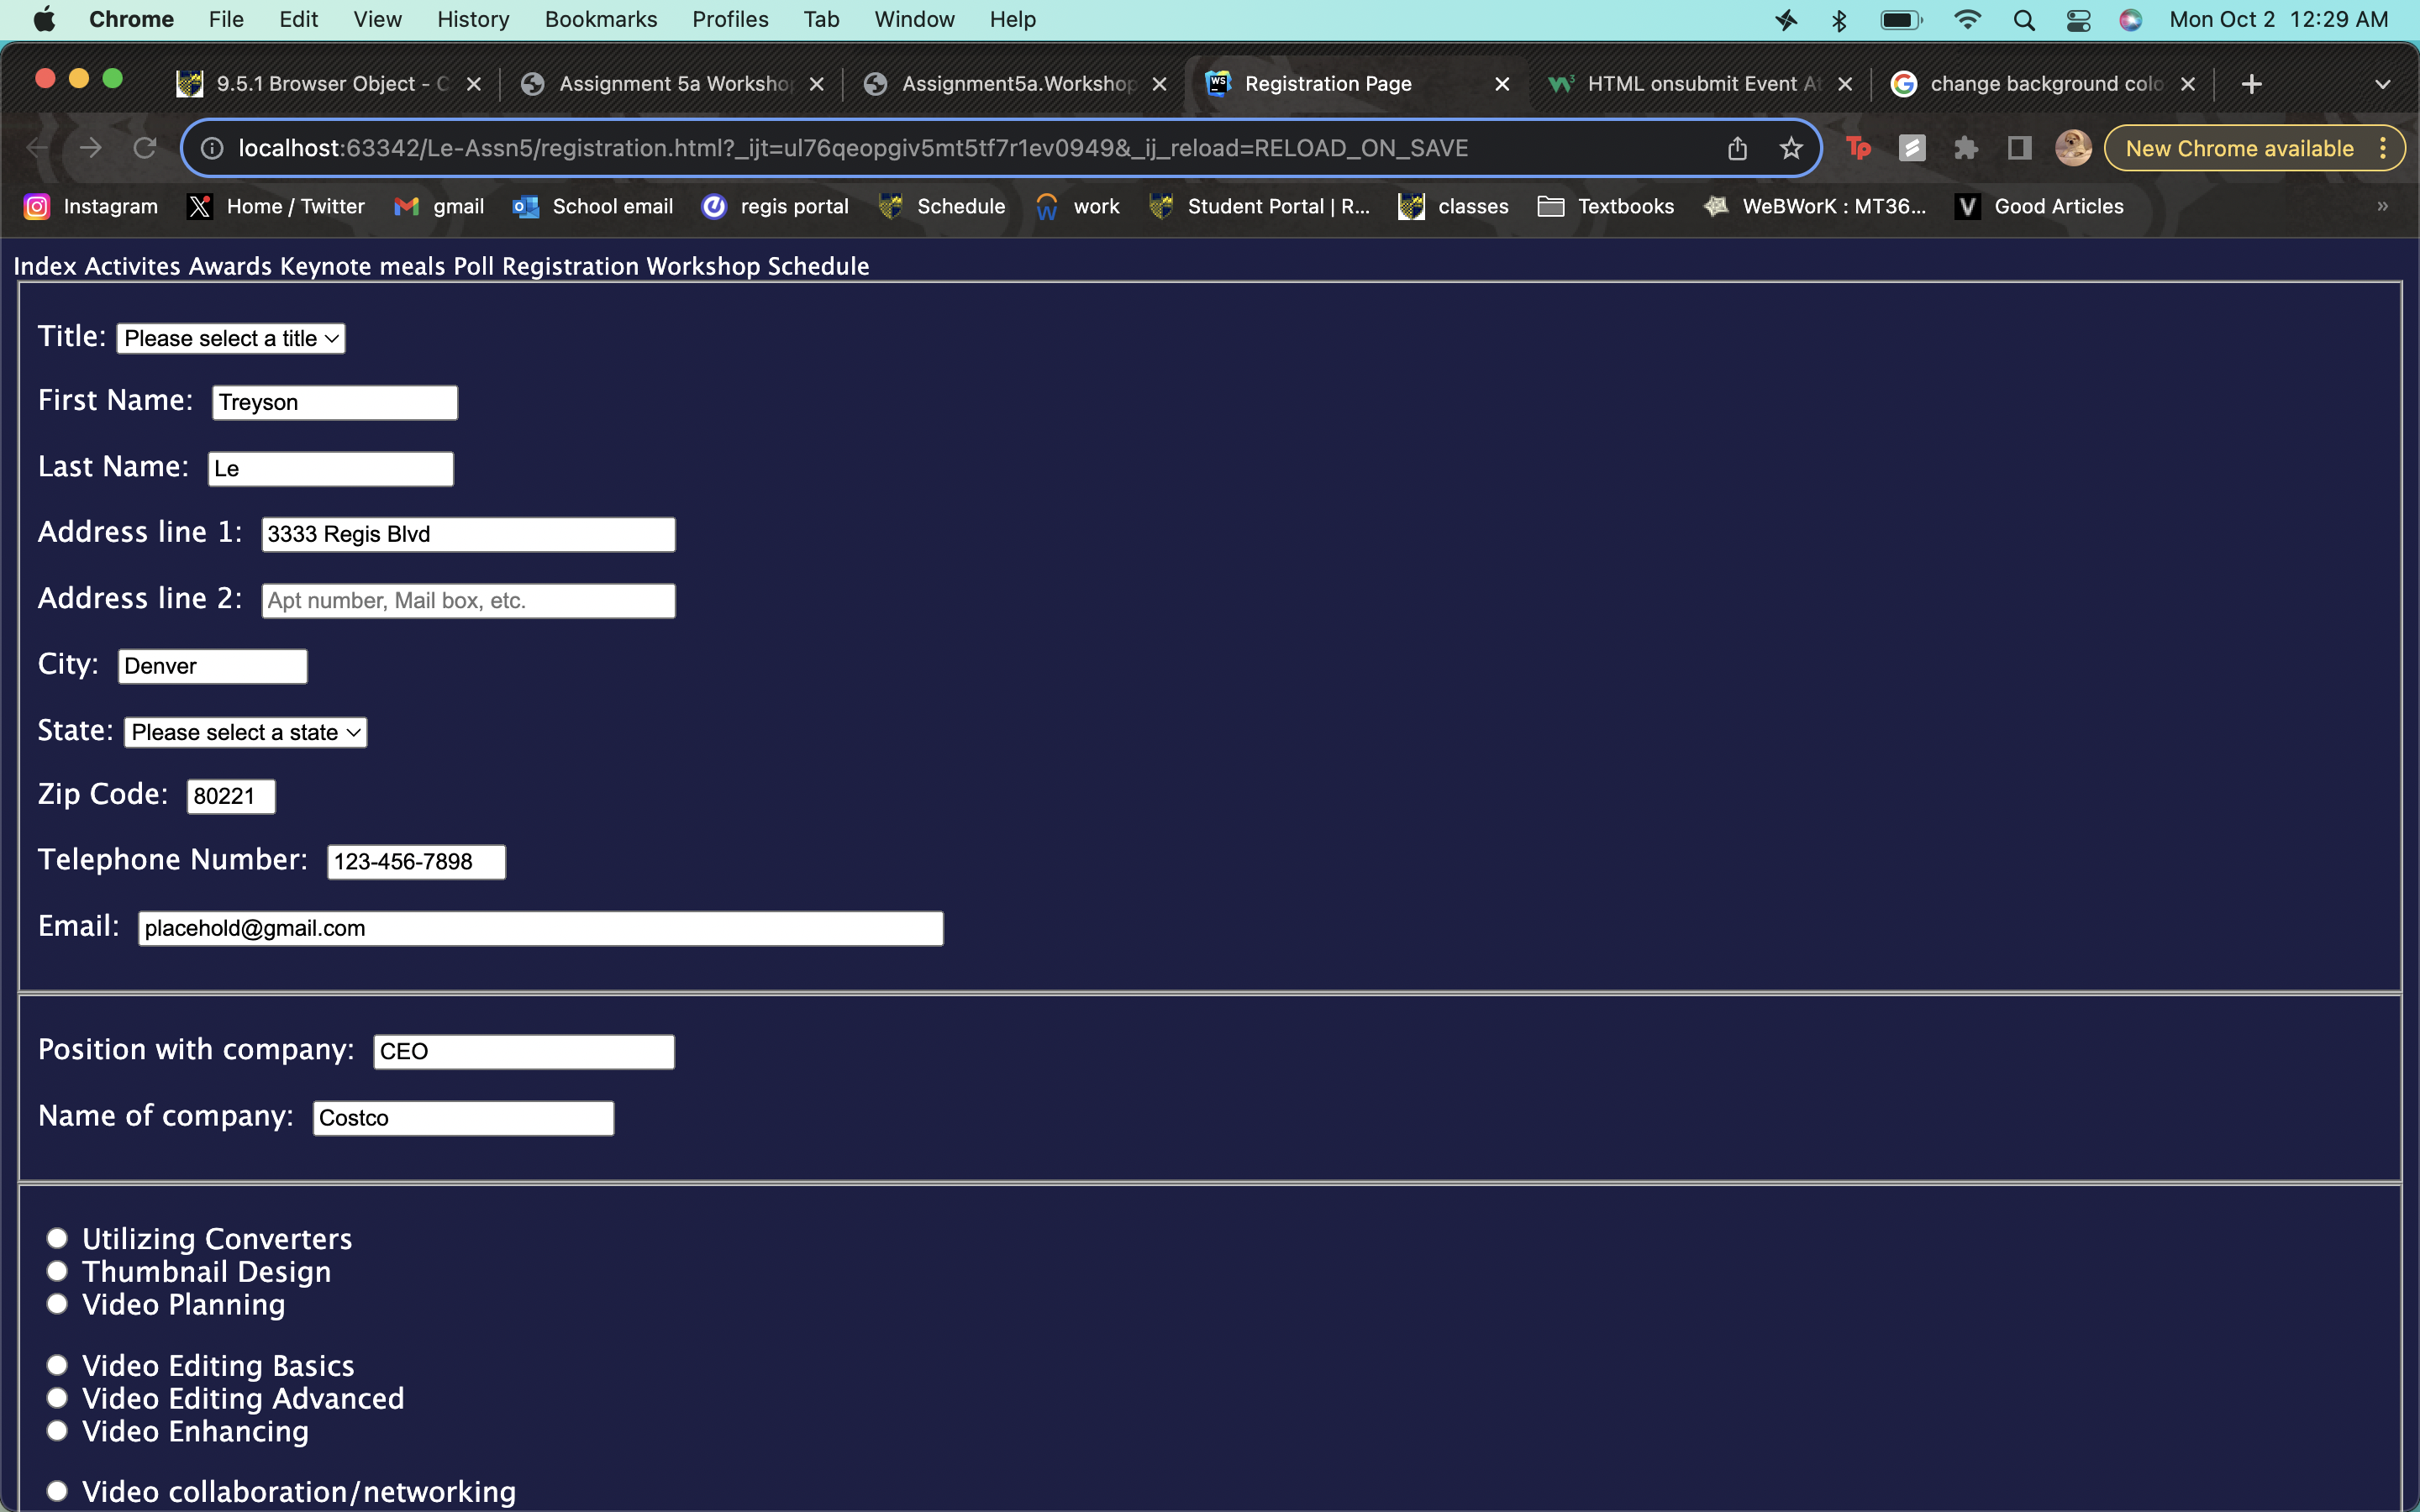 Chrome File Edit View History Bookmarks Profiles Tab Window Help Mon Oct 2 12:29 AM
9.5.1 Browser Object - C Assignment 5a Workshop Assignment5a.Workshop Registration Page HTML onsubmit Event At change background colo
localhost:63342/Le-Assn5/registration.html?_ijt=ul76qeopgiv5mt5tf7r1ev0949&_ij_reload=RELOAD_ON_SAVE Tp New Chrome available
Instagram Home / Twitter gmail School email regis portal Schedule work Student Portal | R... classes Textbooks WeBWorK : MT36... Good Articles »
Index Activites Awards Keynote meals Poll Registration Workshop Schedule
Title: Please select a title
First Name: Treyson
Last Name: Le
Address line 1: 3333 Regis Blvd
Address line 2: Apt number, Mail box, etc.
City: Denver
State: Please select a state
Zip Code: 80221
Telephone Number: 123-456-7898
Email: placehold@gmail.com
Position with company: CEO
Name of company: Costco
Utilizing Converters
Thumbnail Design
Video Planning
Video Editing Basics
Video Editing Advanced
Video Enhancing
Video collaboration/networking